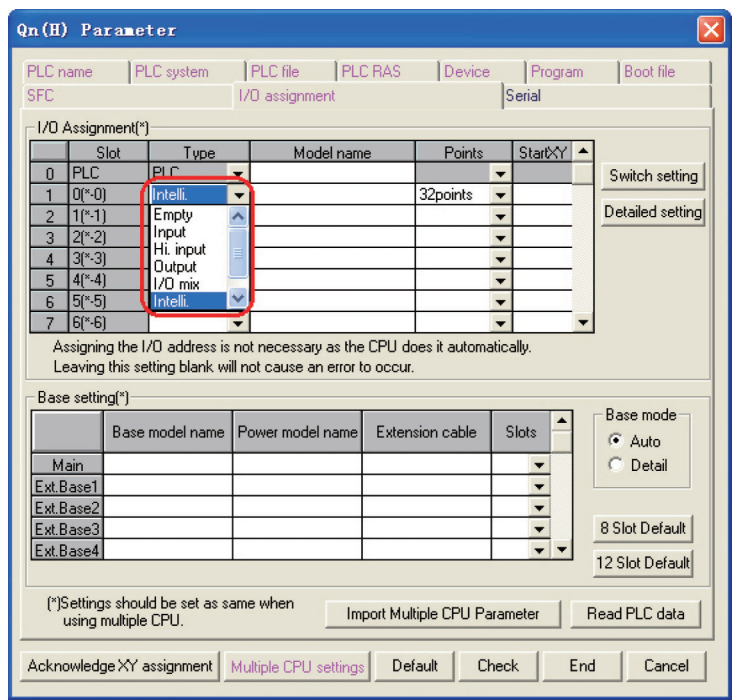 Qn(H) Parameter
PLC name PLC system PLC file PLC RAS Device Program Boot file
SFC I/O assignment Serial
I/O Assignment(*)
Slot Type Model name Points StartXY
0 PLC PLC
1 0(*-0) Intelli. 32points
2 1(*-1)
3 2(*-2)
4 3(*-3)
5 4(*-4)
6 5(*-5)
7 6(*-6)
Empty
Input
Hi. input
Output
I/O mix
Intelli.
Switch setting
Detailed setting
Assigning the I/O address is not necessary as the CPU does it automatically.
Leaving this setting blank will not cause an error to occur.
Base setting(*)
Base model name Power model name Extension cable Slots
Main
Ext.Base1
Ext.Base2
Ext.Base3
Ext.Base4
Base mode
Auto
Detail
8 Slot Default
12 Slot Default
(*)Settings should be set as same when
using multiple CPU.
Import Multiple CPU Parameter Read PLC data
Acknowledge XY assignment Multiple CPU settings Default Check End Cancel